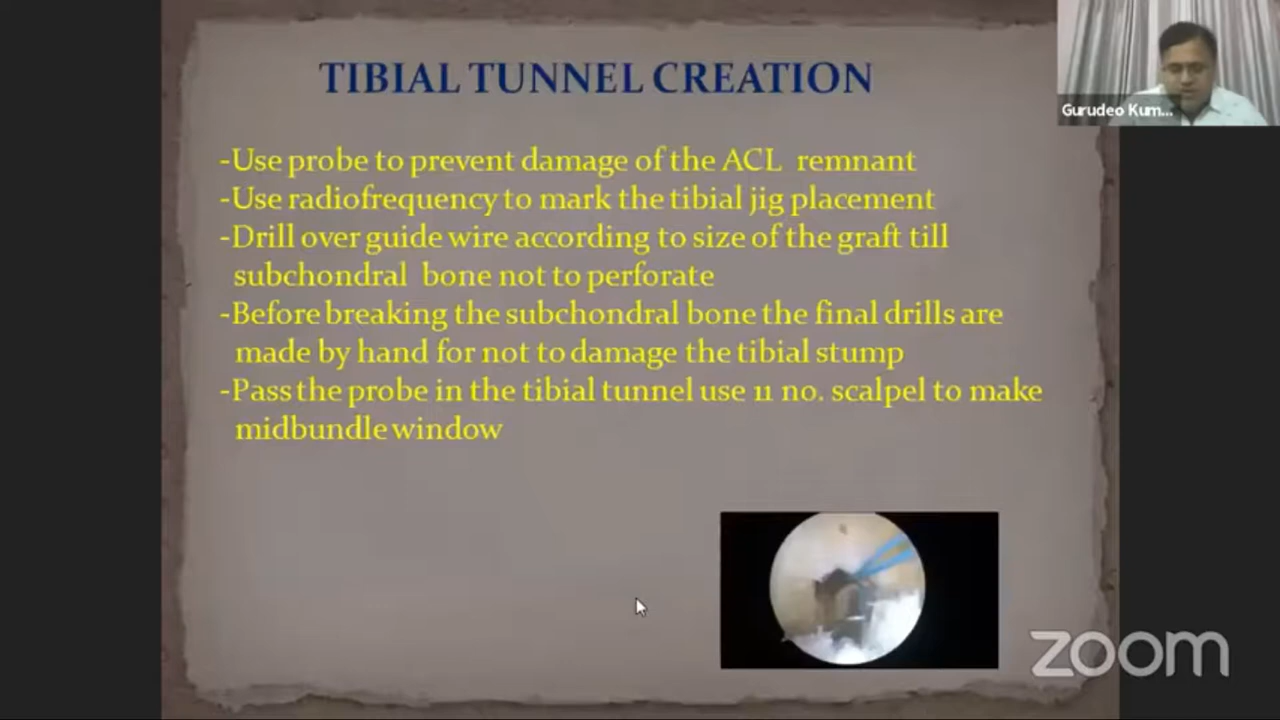 TIBIAL TUNNEL CREATION
Gurudeo Kum...
-Use probe to prevent damage of the ACL remnant
-Use radiofrequency to mark the tibial jig placement
-Drill over guide wire according to size of the graft till
subchondral bone not to perforate
-Before breaking the subchondral bone the final drills are
made by hand for not to damage the tibial stump
-Pass the probe in the tibial tunnel use 11 no. scalpel to make
midbundle window
zoom